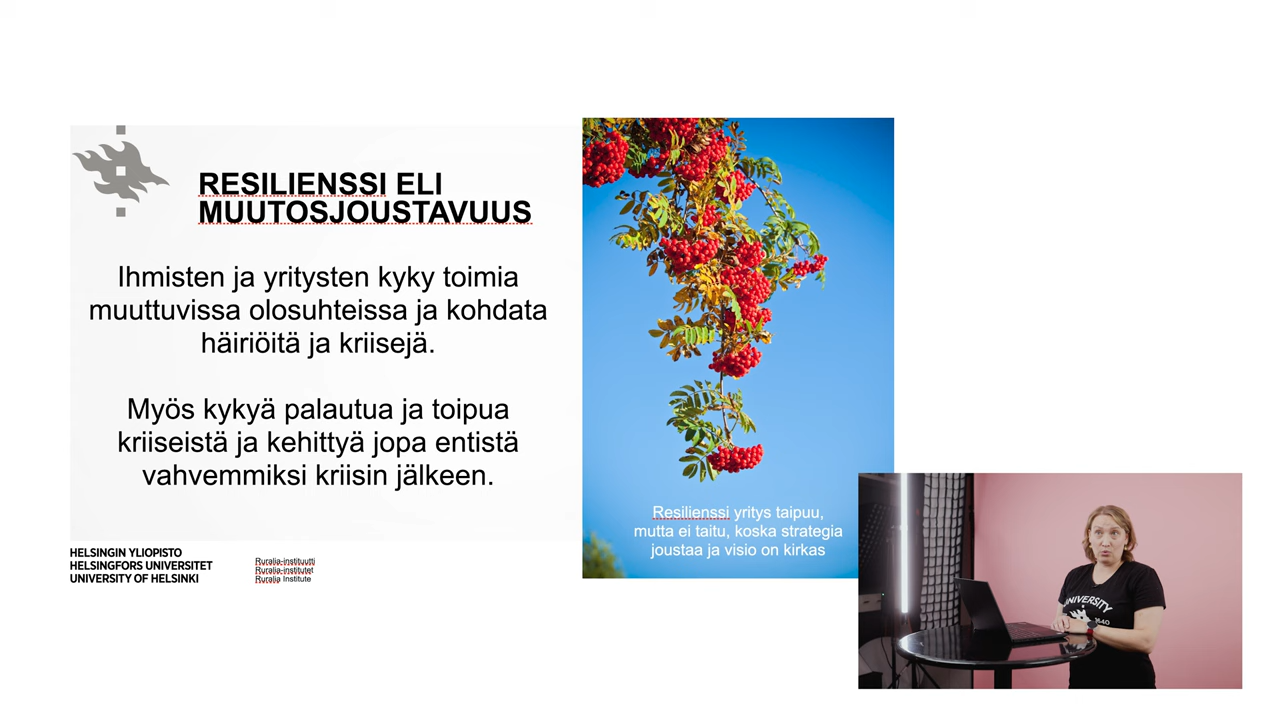 RESILIENSSI ELI
MUUTOSJOUSTAVUUS
Ihmisten ja yritysten kyky toimia
muuttuvissa olosuhteissa ja kohdata
häiriöitä ja kriisejä.
Myös kykyä palautua ja toipua
kriiseistä ja kehittyä jopa entistä
vahvemmiksi kriisin jälkeen.
Resilienssi yritys taipuu,
mutta ei taitu, koska strategia
joustaa ja visio on kirkas
HELSINGIN YLIOPISTO
HELSINGFORS UNIVERSITET
UNIVERSITY OF HELSINKI
Ruralia-instituutti
Ruralia-institutet
Ruralia Institute
UNIVERSITY
1640